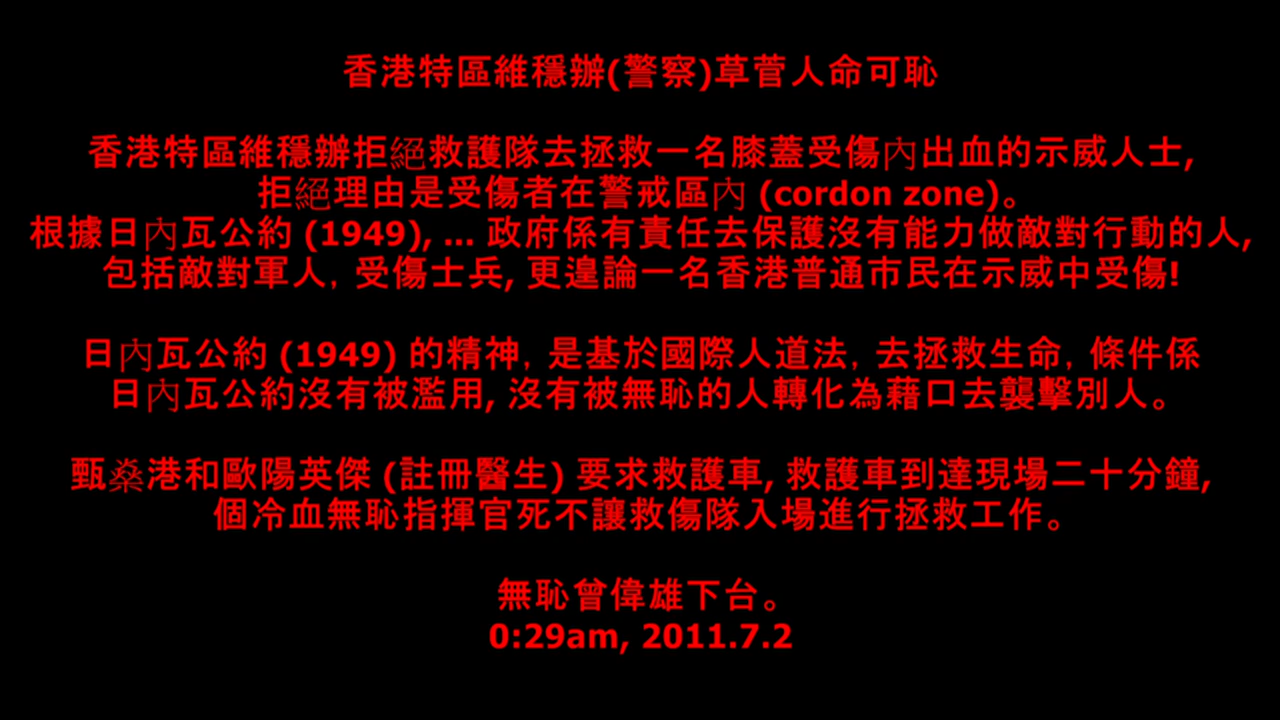 香港特區維穩辦(警察)草菅人命可恥
香港特區維穩辦拒絕救護隊去拯救一名膝蓋受傷內出血的示威人士,
拒絕理由是受傷者在警戒區內 (cordon zone)。
根據日內瓦公約 (1949), ... 政府係有責任去保護沒有能力做敵對行動的人,
包括敵對軍人, 受傷士兵, 更遑論一名香港普通市民在示威中受傷!
日內瓦公約 (1949) 的精神, 是基於國際人道法, 去拯救生命, 條件係
日內瓦公約沒有被濫用, 沒有被無恥的人轉化為藉口去襲擊別人。
甄燊港和歐陽英傑 (註冊醫生) 要求救護車, 救護車到達現場二十分鐘,
個冷血無恥指揮官死不讓救傷隊入場進行拯救工作。
無恥曾偉雄下台。
0:29am, 2011.7.2